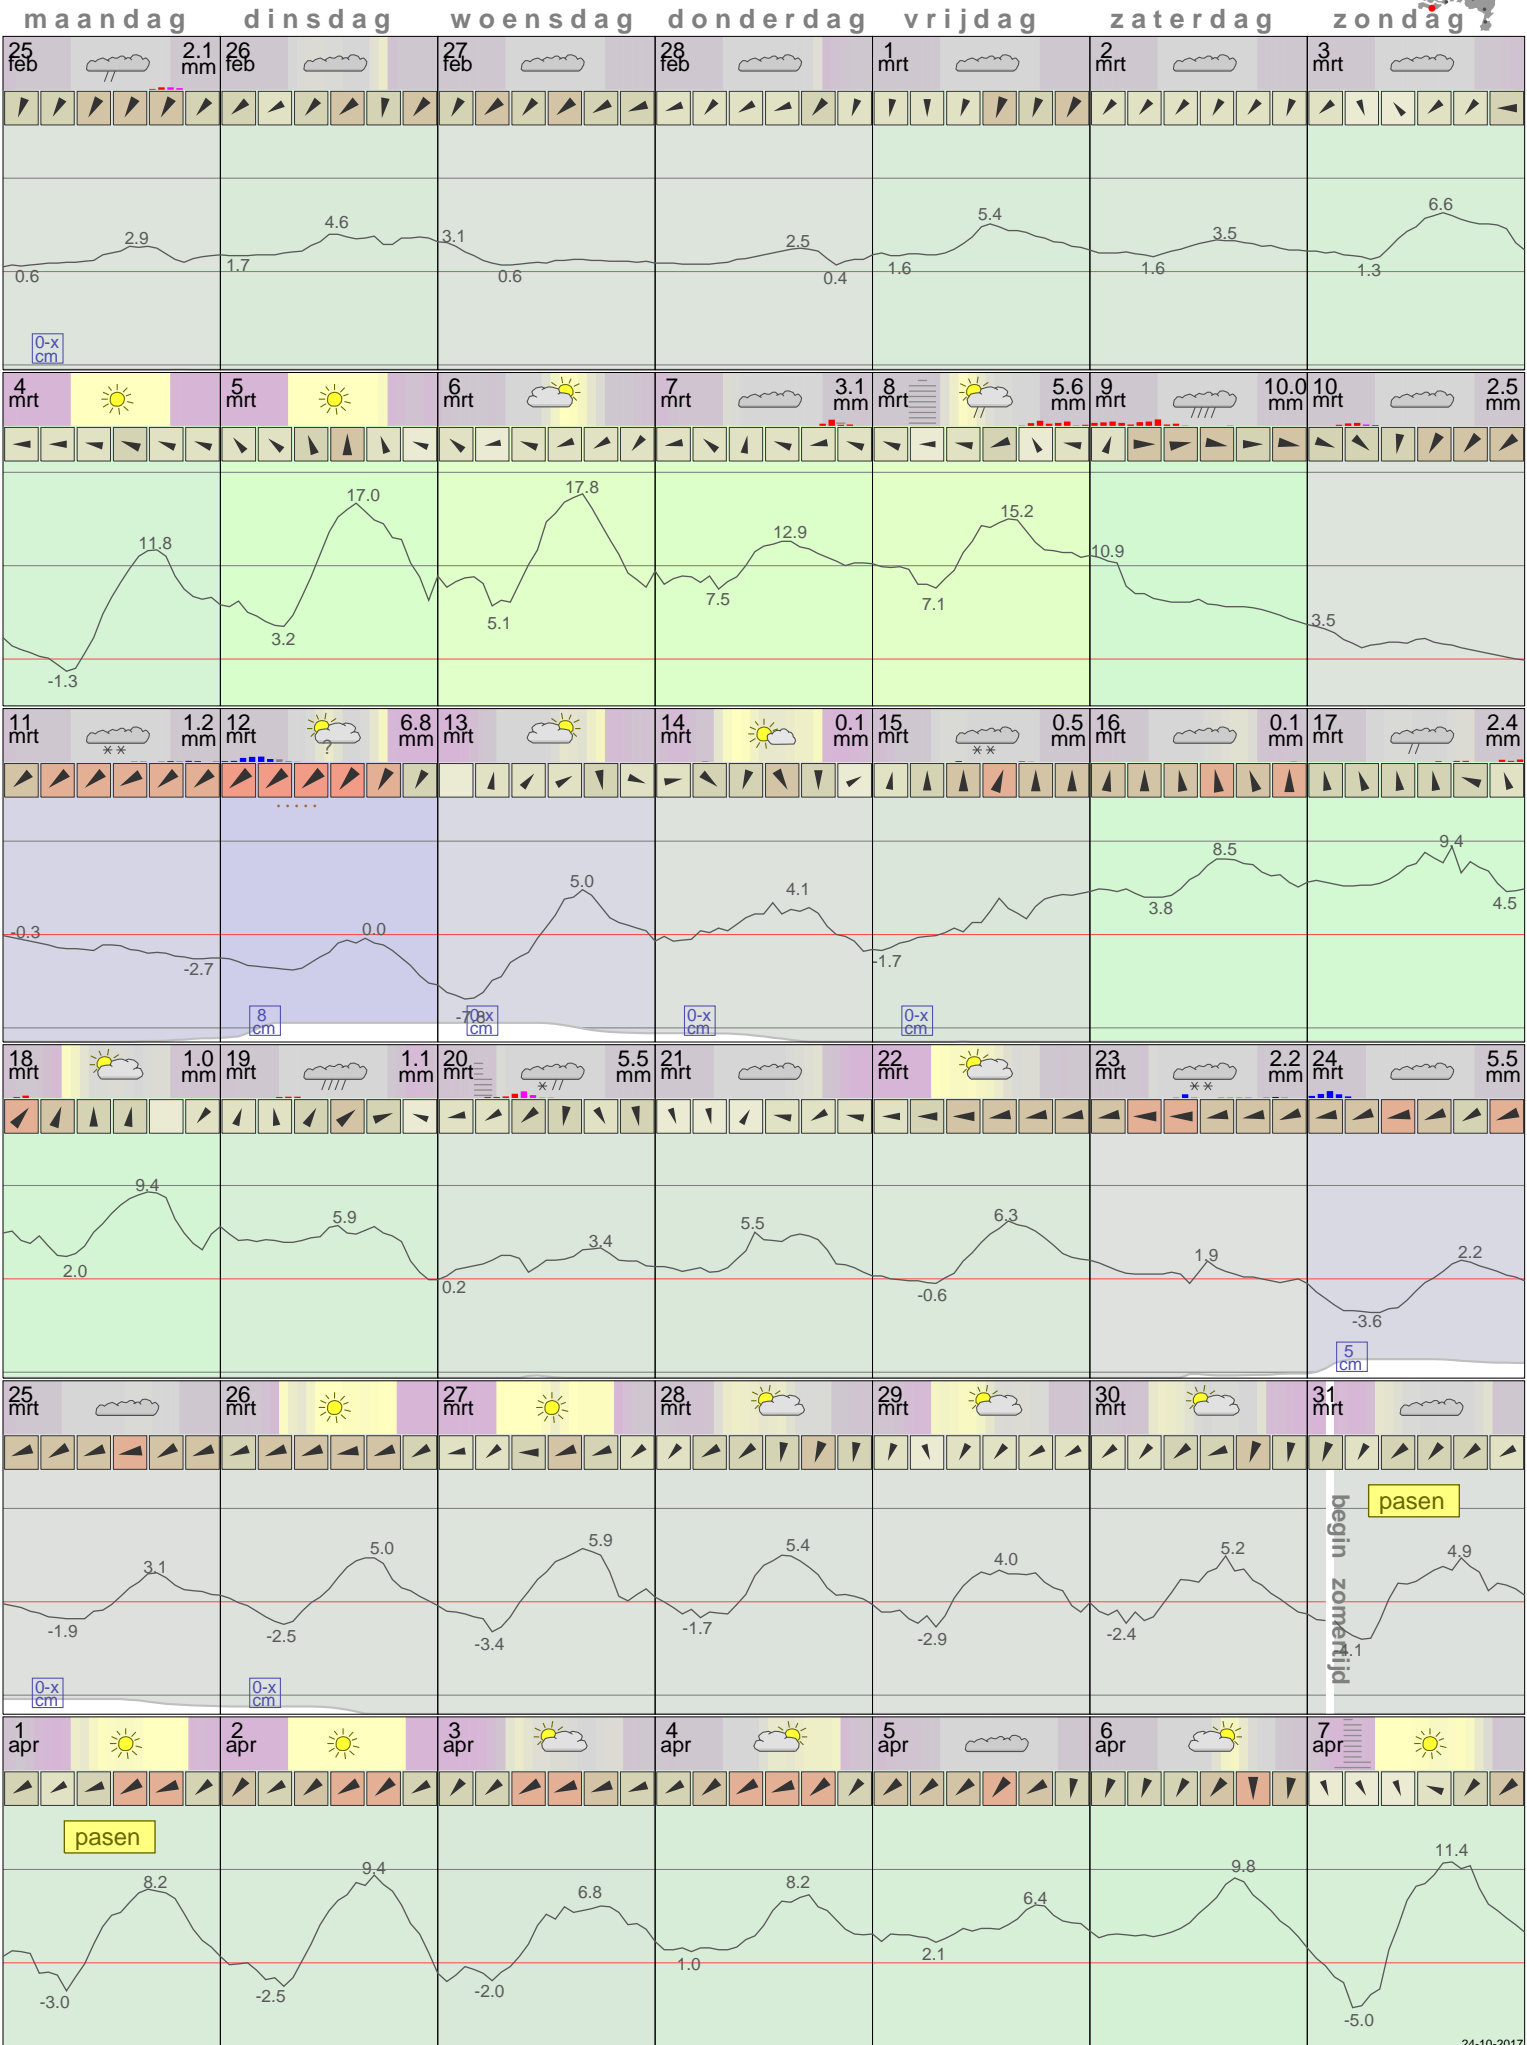 maandag dinsdag woensdag donderdag vrijdag zaterdag zondag
25 feb 2.1 mm 26 feb 27 feb 28 feb 1 mrt 2 mrt 3 mrt
2.9 4.6 3.1 2.5 5.4 3.5 6.6
0.6 1.7 0.6 0.4 1.6 1.6 1.3
0-x cm
4 mrt 5 mrt 6 mrt 7 mrt 3.1 mm 8 mrt 5.6 mm 9 mrt 10.0 mm 10 mrt 2.5 mm
11.8 17.0 17.8 12.9 15.2 10.9 3.5
-1.3 3.2 5.1 7.5 7.1
11 mrt 1.2 mm 12 mrt 6.8 mm 13 mrt 14 mrt 0.1 mm 15 mrt 0.5 mm 16 mrt 0.1 mm 17 mrt 2.4 mm
?
-0.3 0.0 5.0 4.1 8.5 9.4
-2.7 -7.8 -1.7 3.8 4.5
8 cm 0-x cm 0-x cm 0-x cm
18 mrt 1.0 mm 19 mrt 1.1 mm 20 mrt 5.5 mm 21 mrt 22 mrt 23 mrt 2.2 mm 24 mrt 5.5 mm
9.4 5.9 3.4 5.5 6.3 1.9 2.2
2.0 0.2 -0.6 -3.6
5 cm
25 mrt 26 mrt 27 mrt 28 mrt 29 mrt 30 mrt 31 mrt
pasen
begin zomertijd
3.1 5.0 5.9 5.4 4.0 5.2 4.9
-1.9 -2.5 -3.4 -1.7 -2.9 -2.4 -4.1
0-x cm 0-x cm
1 apr 2 apr 3 apr 4 apr 5 apr 6 apr 7 apr
pasen
8.2 9.4 6.8 8.2 6.4 9.8 11.4
-3.0 -2.5 -2.0 1.0 2.1 -5.0
24-10-2017